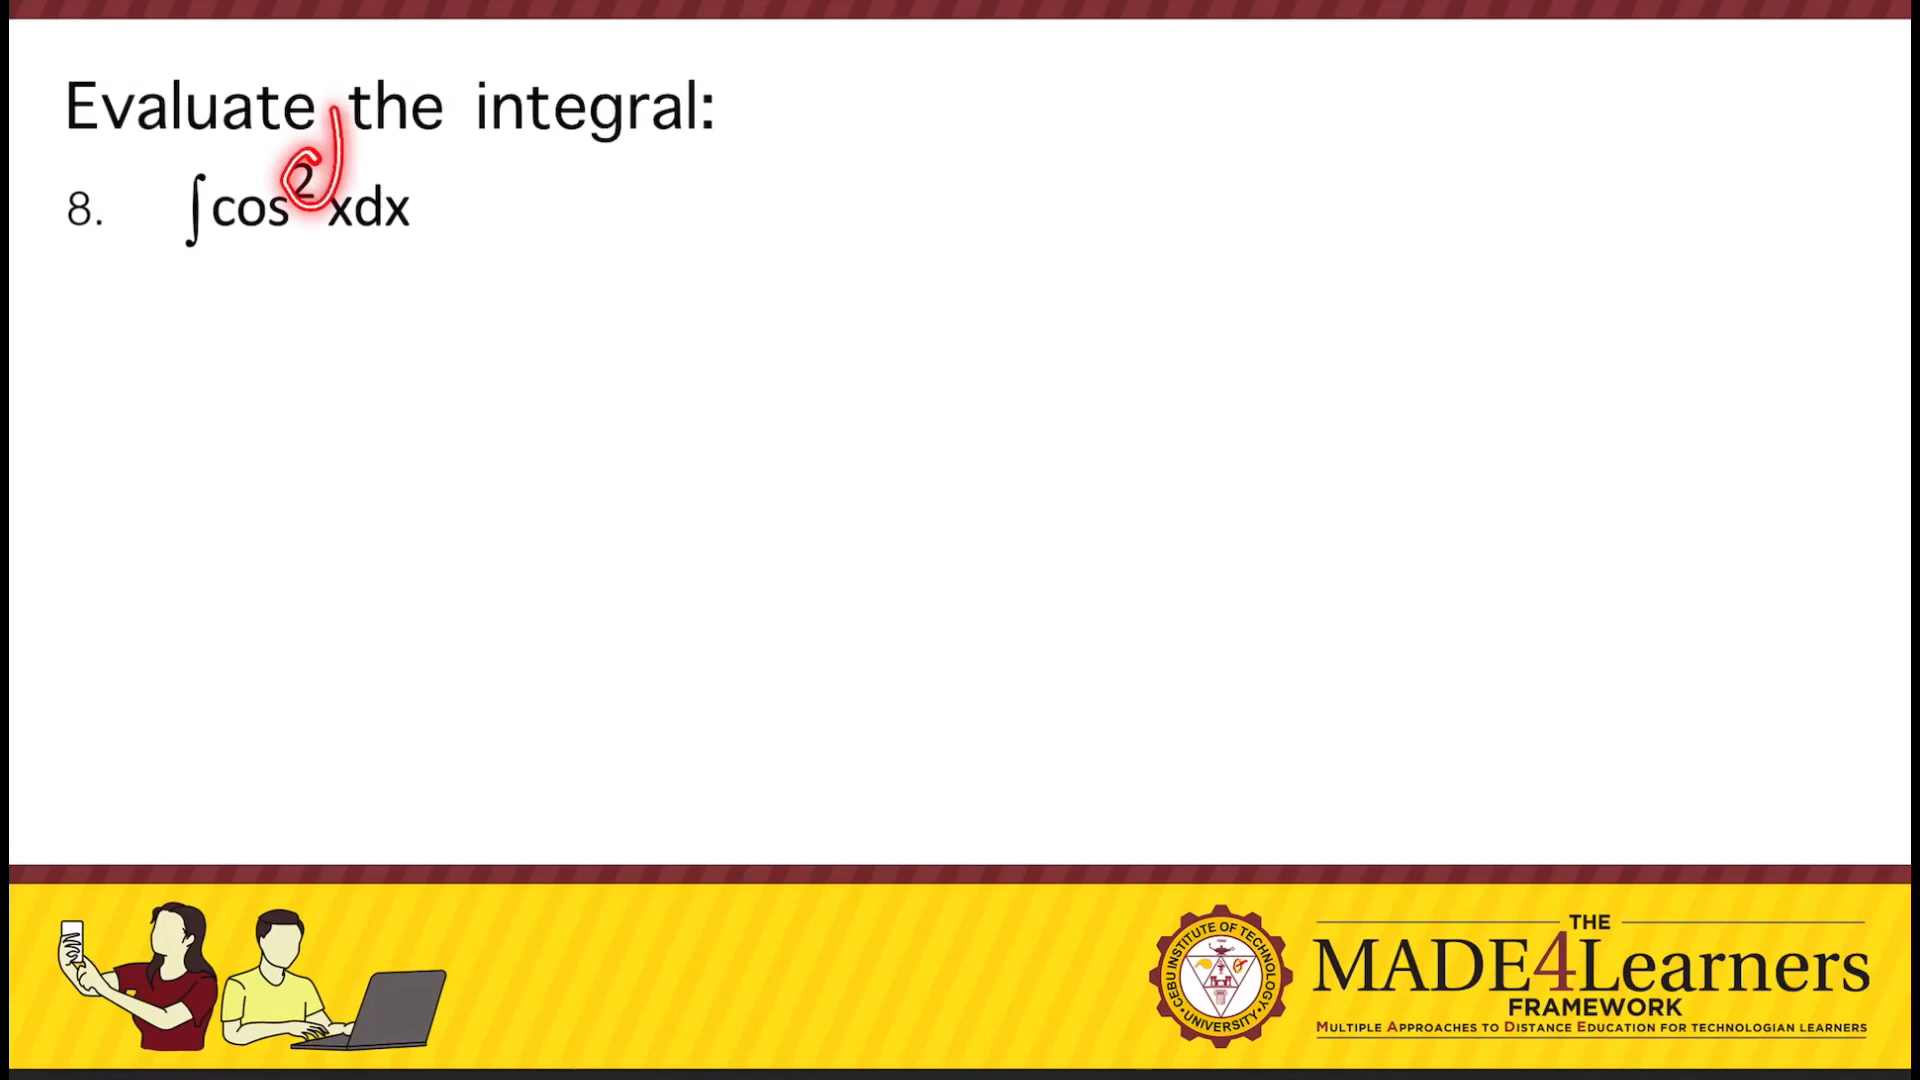 Evaluate the integral:
8. ∫cos²xdx
CEBU INSTITUTE OF TECHNOLOGY
UNIVERSITY
THE
MADE4Learners
FRAMEWORK
MULTIPLE APPROACHES TO DISTANCE EDUCATION FOR TECHNOLOGIAN LEARNERS